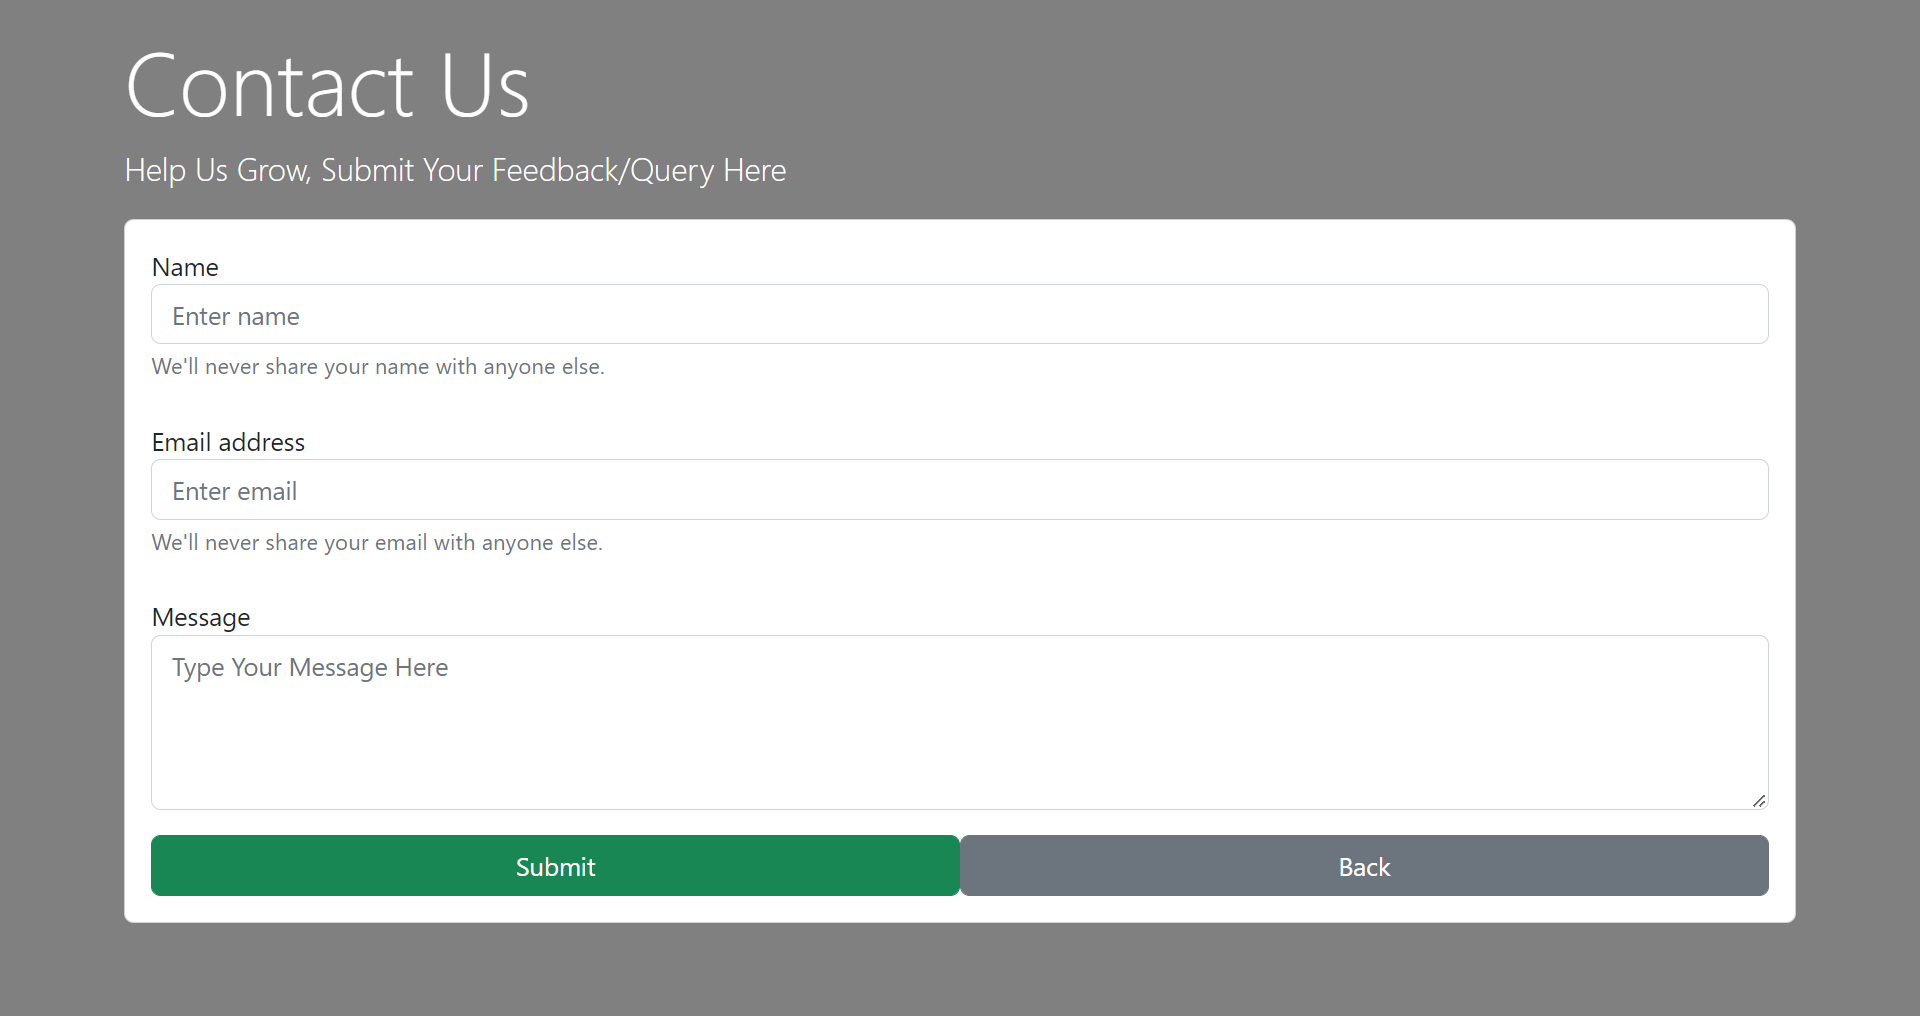 Contact Us
Help Us Grow, Submit Your Feedback/Query Here
Name
Enter name
We'll never share your name with anyone else.
Email address
Enter email
We'll never share your email with anyone else.
Message
Type Your Message Here
Submit Back